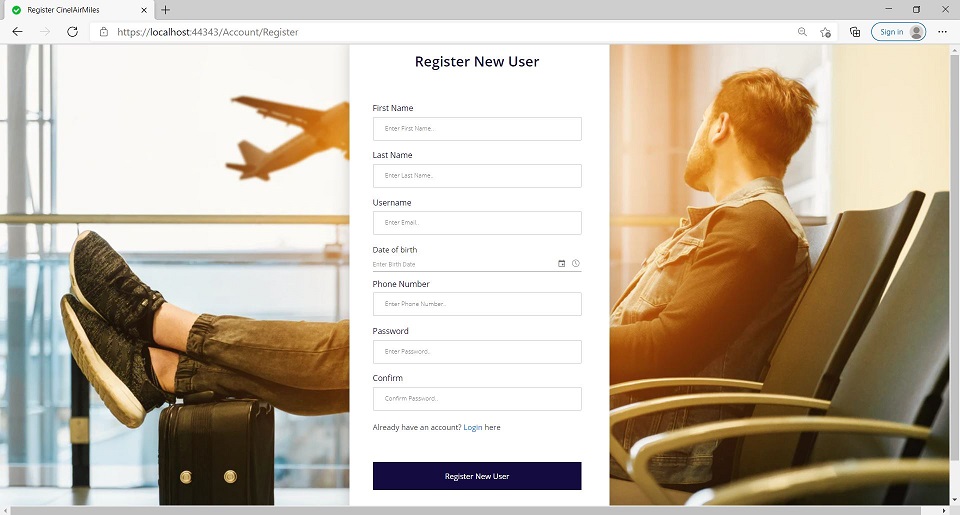 Register CinelAirMiles
https://localhost:44343/Account/Register
Sign in
Register New User
First Name
Enter First Name..
Last Name
Enter Last Name..
Username
Enter Email..
Date of birth
Enter Birth Date
Phone Number
Enter Phone Number..
Password
Enter Password..
Confirm
Confirm Password..
Already have an account? Login here
Register New User